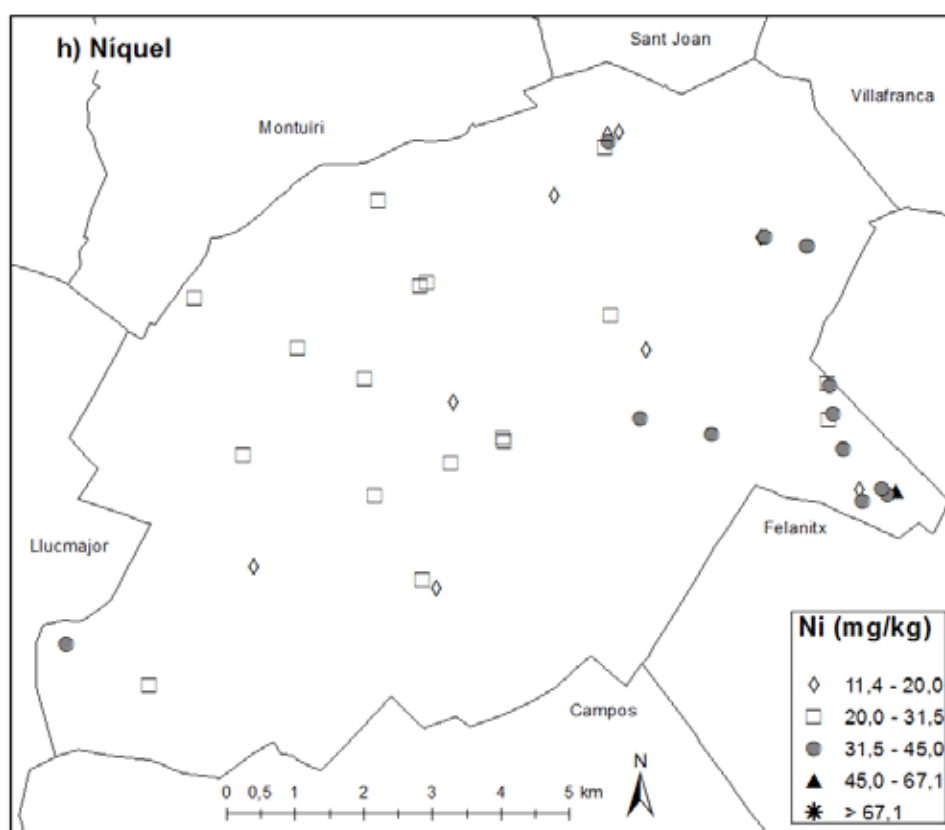 h) Níquel
Sant Joan
Villafranca
Montuiri
Llucmajor
Felanitx
Campos
Ni (mg/kg)
11,4 - 20,0
20,0 - 31,5
31,5 - 45,0
45,0 - 67,1
> 67,1
N
0 0,5 1 2 3 4 5 km